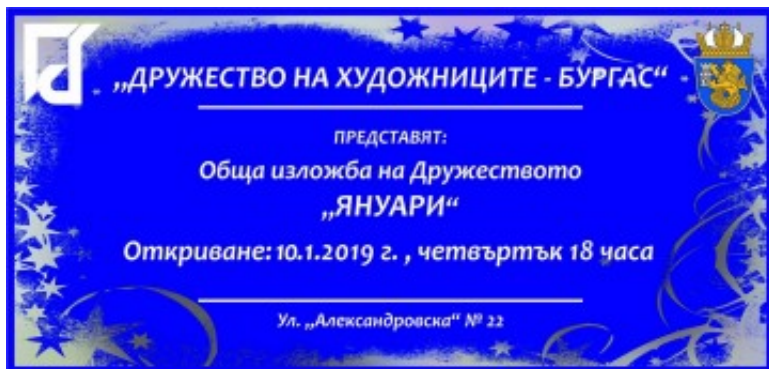 „ДРУЖЕСТВО НА ХУДОЖНИЦИТЕ - БУРГАС“
ПРЕДСТАВЯТ:
Обща изложба на Дружеството
„ЯНУАРИ“
Откриване: 10.1.2019 г. , четвъртък 18 часа
Ул. „Александровска“ № 22